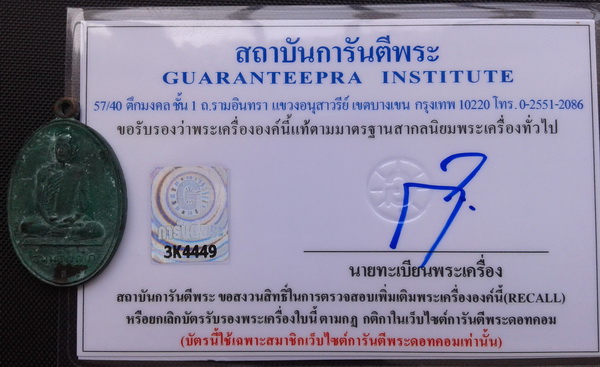 สถาบันการันตีพระ
GUARANTEEPRA INSTITUTE
57/40 ตึกมงคล ชั้น 1 ถ.รามอินทรา แขวงอนุสาวรีย์ เขตบางเขน กรุงเทพ 10220 โทร. 0-2551-2086
ขอรับรองว่าพระเครื่ององค์นี้แท้ตามมาตรฐานสากลนิยมพระเครื่องทั่วไป
3K4449
นายทะเบียนพระเครื่อง
สถาบันการันตีพระ ขอสงวนสิทธิ์ในการตรวจสอบเพิ่มเติมพระเครื่ององค์นี้(RECALL)
หรือยกเลิกบัตรรับรองพระเครื่องใบนี้ ตามกฏ กติกาในเว็บไซต์การันตีพระดอทคอม
(บัตรนี้ใช้เฉพาะสมาชิกเว็บไซต์การันตีพระดอทคอมเท่านั้น)